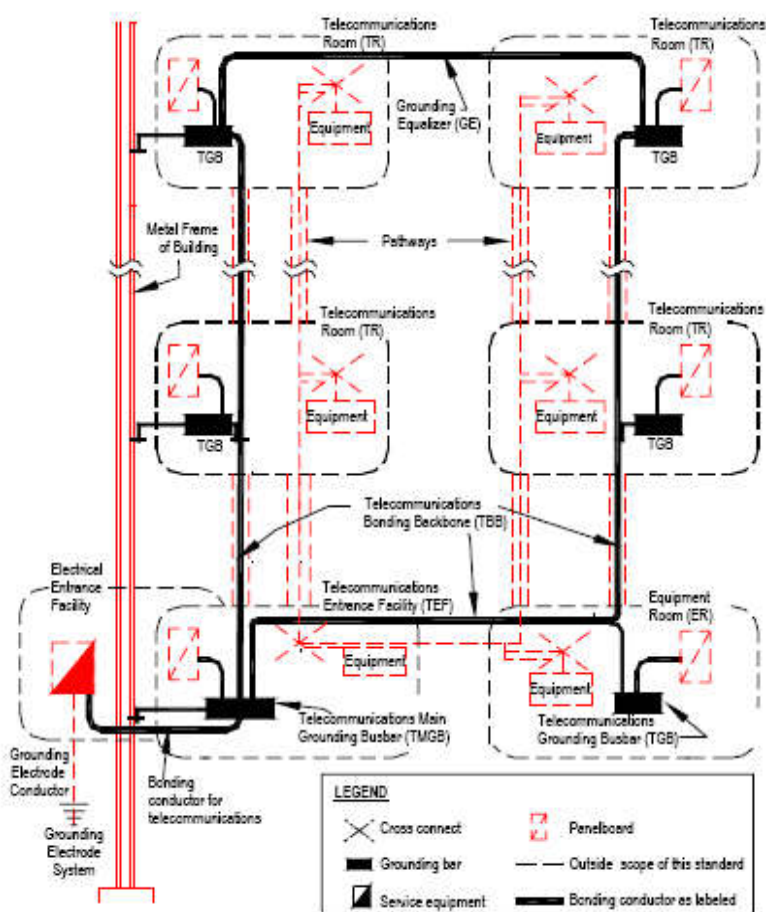 Telecommunications
Room (TR)
Telecommunications
Room (TR)
Grounding
Equalizer (GE)
Equipment
Equipment
TGB
TGB
Metal Frame
of Building
Pathways
Telecommunications
Room (TR)
Telecommunications
Room (TR)
Equipment
Equipment
TGB
TGB
Telecommunications
Bonding Backbone (TBB)
Electrical
Entrance
Facility
Telecommunications
Entrance Facility (TEF)
Equipment
Room (ER)
Equipment
Equipment
Telecommunications Main
Grounding Busbar (TMGB)
Telecommunications
Grounding Busbar (TGB)
Grounding
Electrode
Conductor
Bonding
conductor for
telecommunications
Grounding
Electrode
System
LEGEND
Cross connect
Panelboard
Grounding bar
Outside scope of this standard
Service equipment
Bonding conductor as labeled